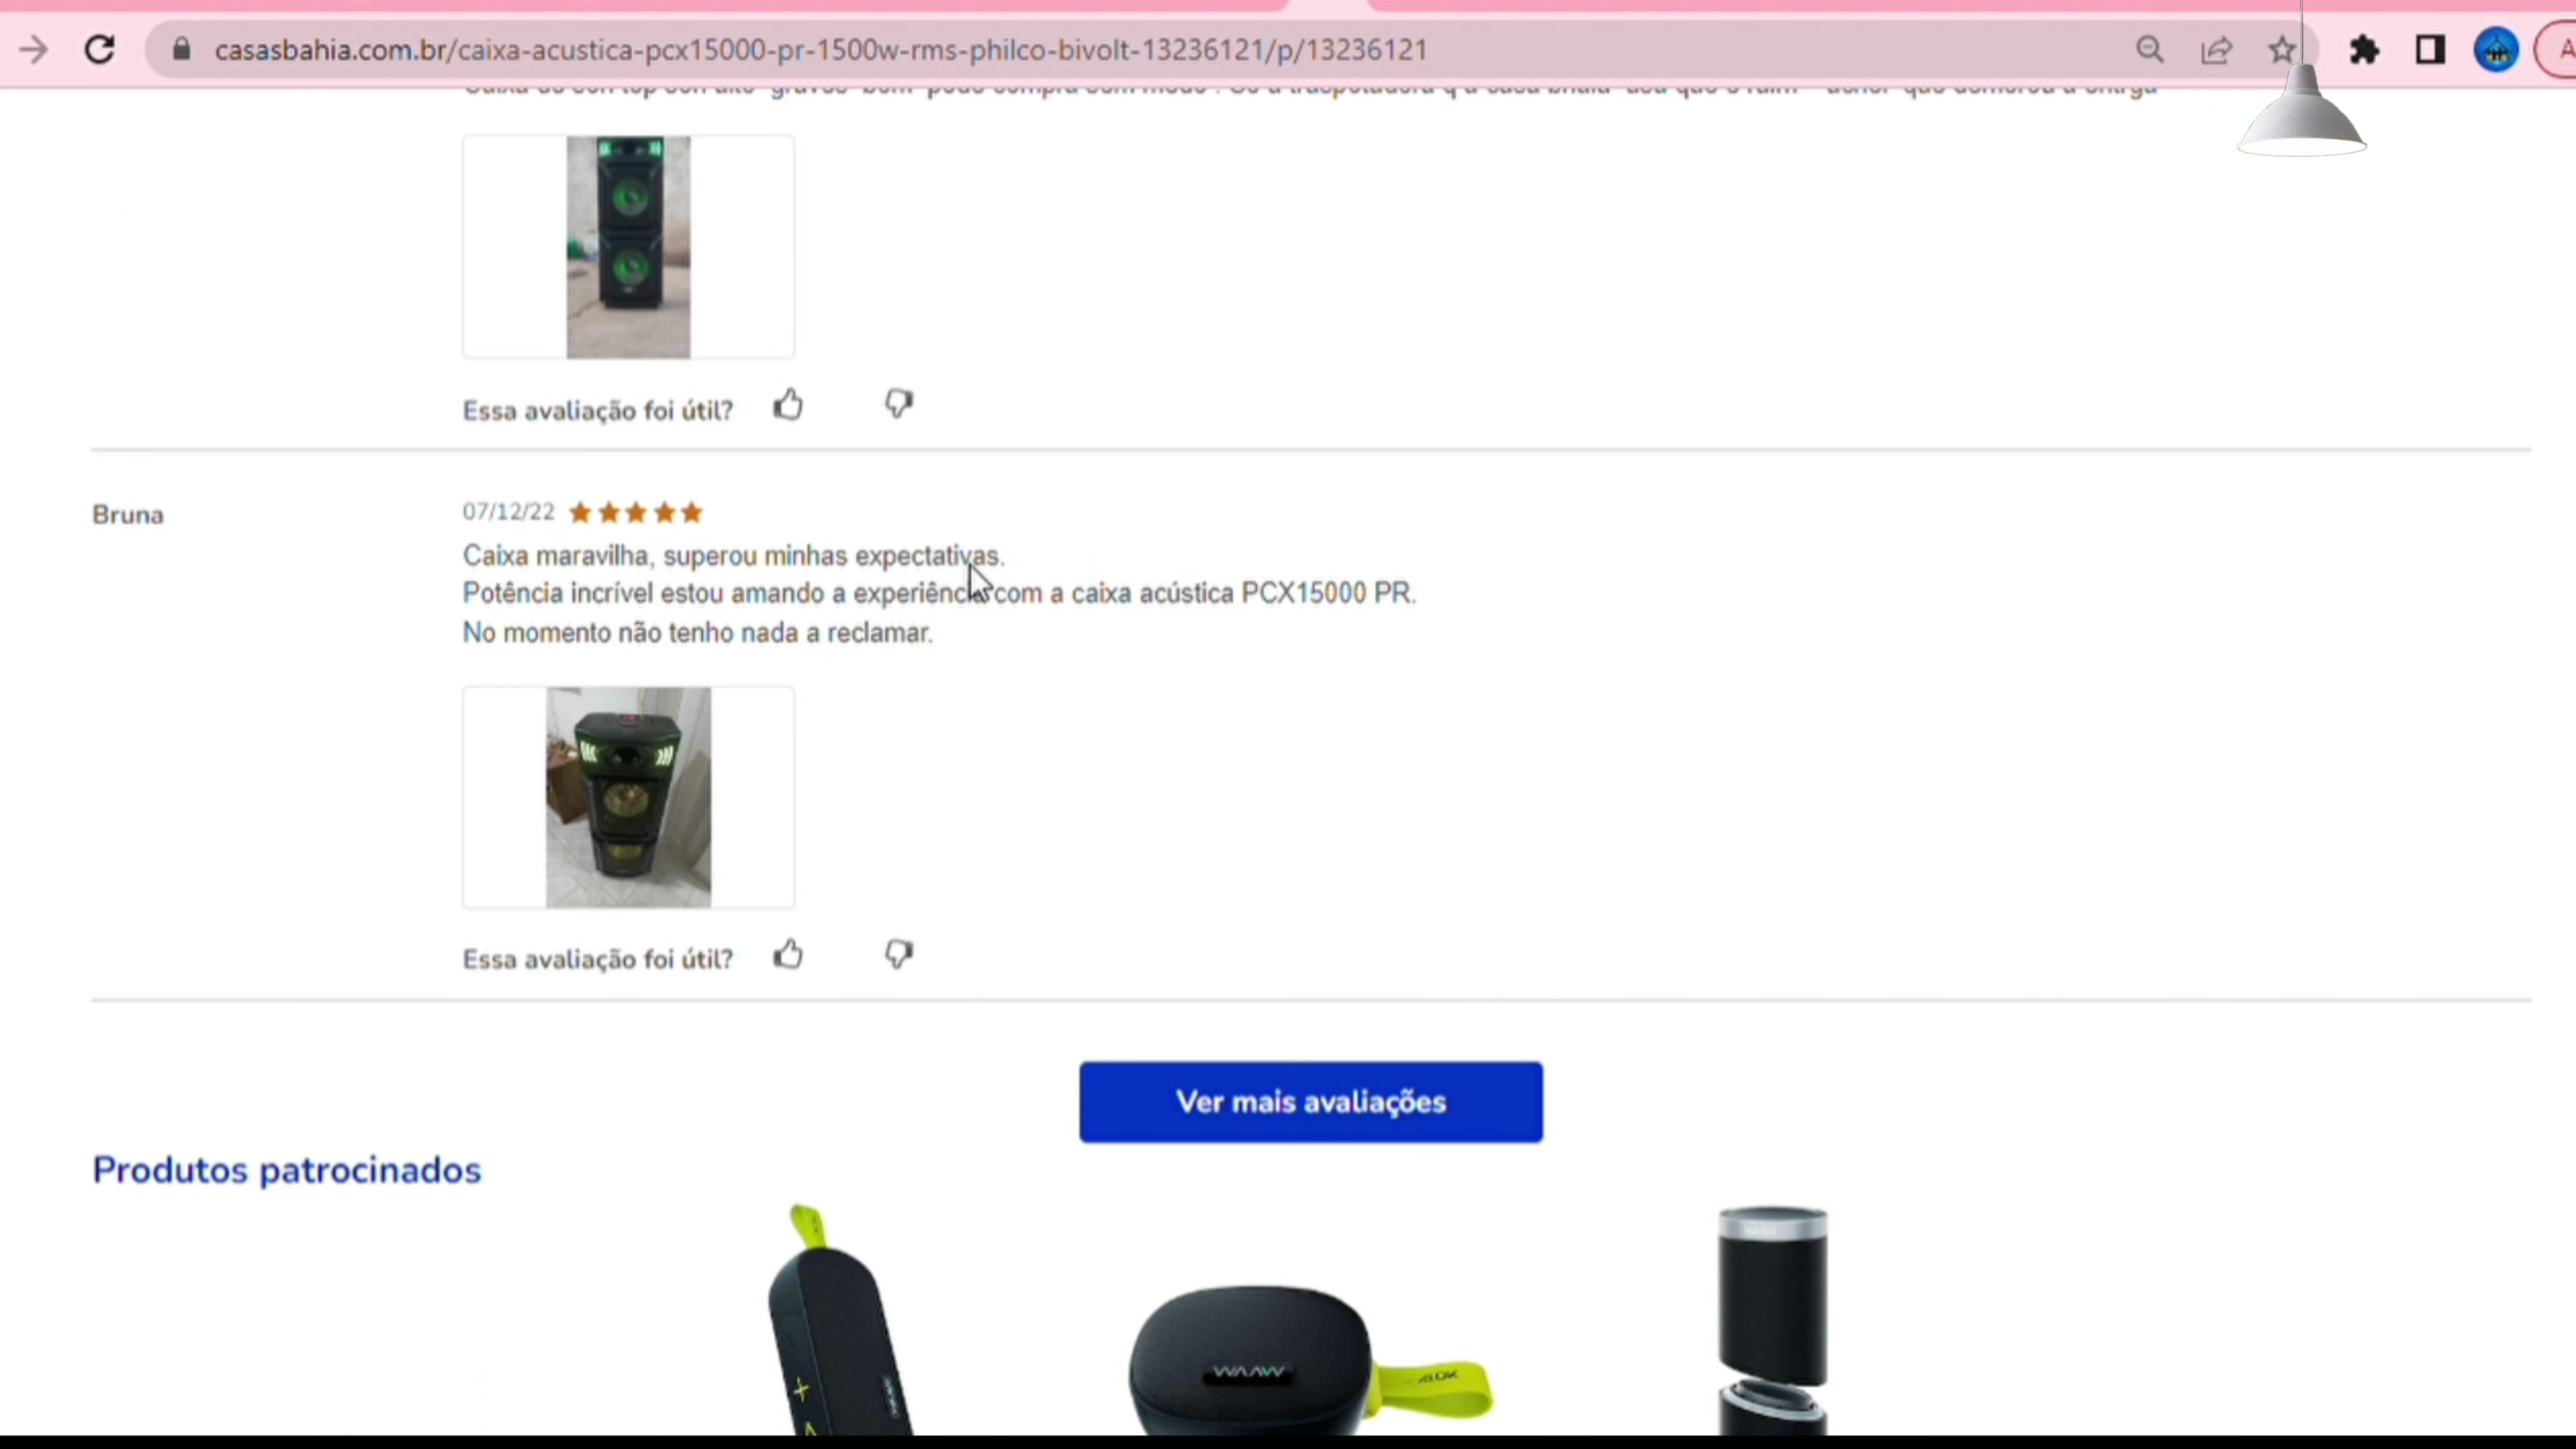 casasbahia.com.br/caixa-acustica-pcx15000-pr-1500w-rms-philco-bivolt-13236121/p/13236121
A
Essa avaliação foi útil?
Bruna
07/12/22
Caixa maravilha, superou minhas expectativas.
Potência incrível estou amando a experiência com a caixa acústica PCX15000 PR.
No momento não tenho nada a reclamar.
Essa avaliação foi útil?
Ver mais avaliações
Produtos patrocinados
WAAW
ALOK